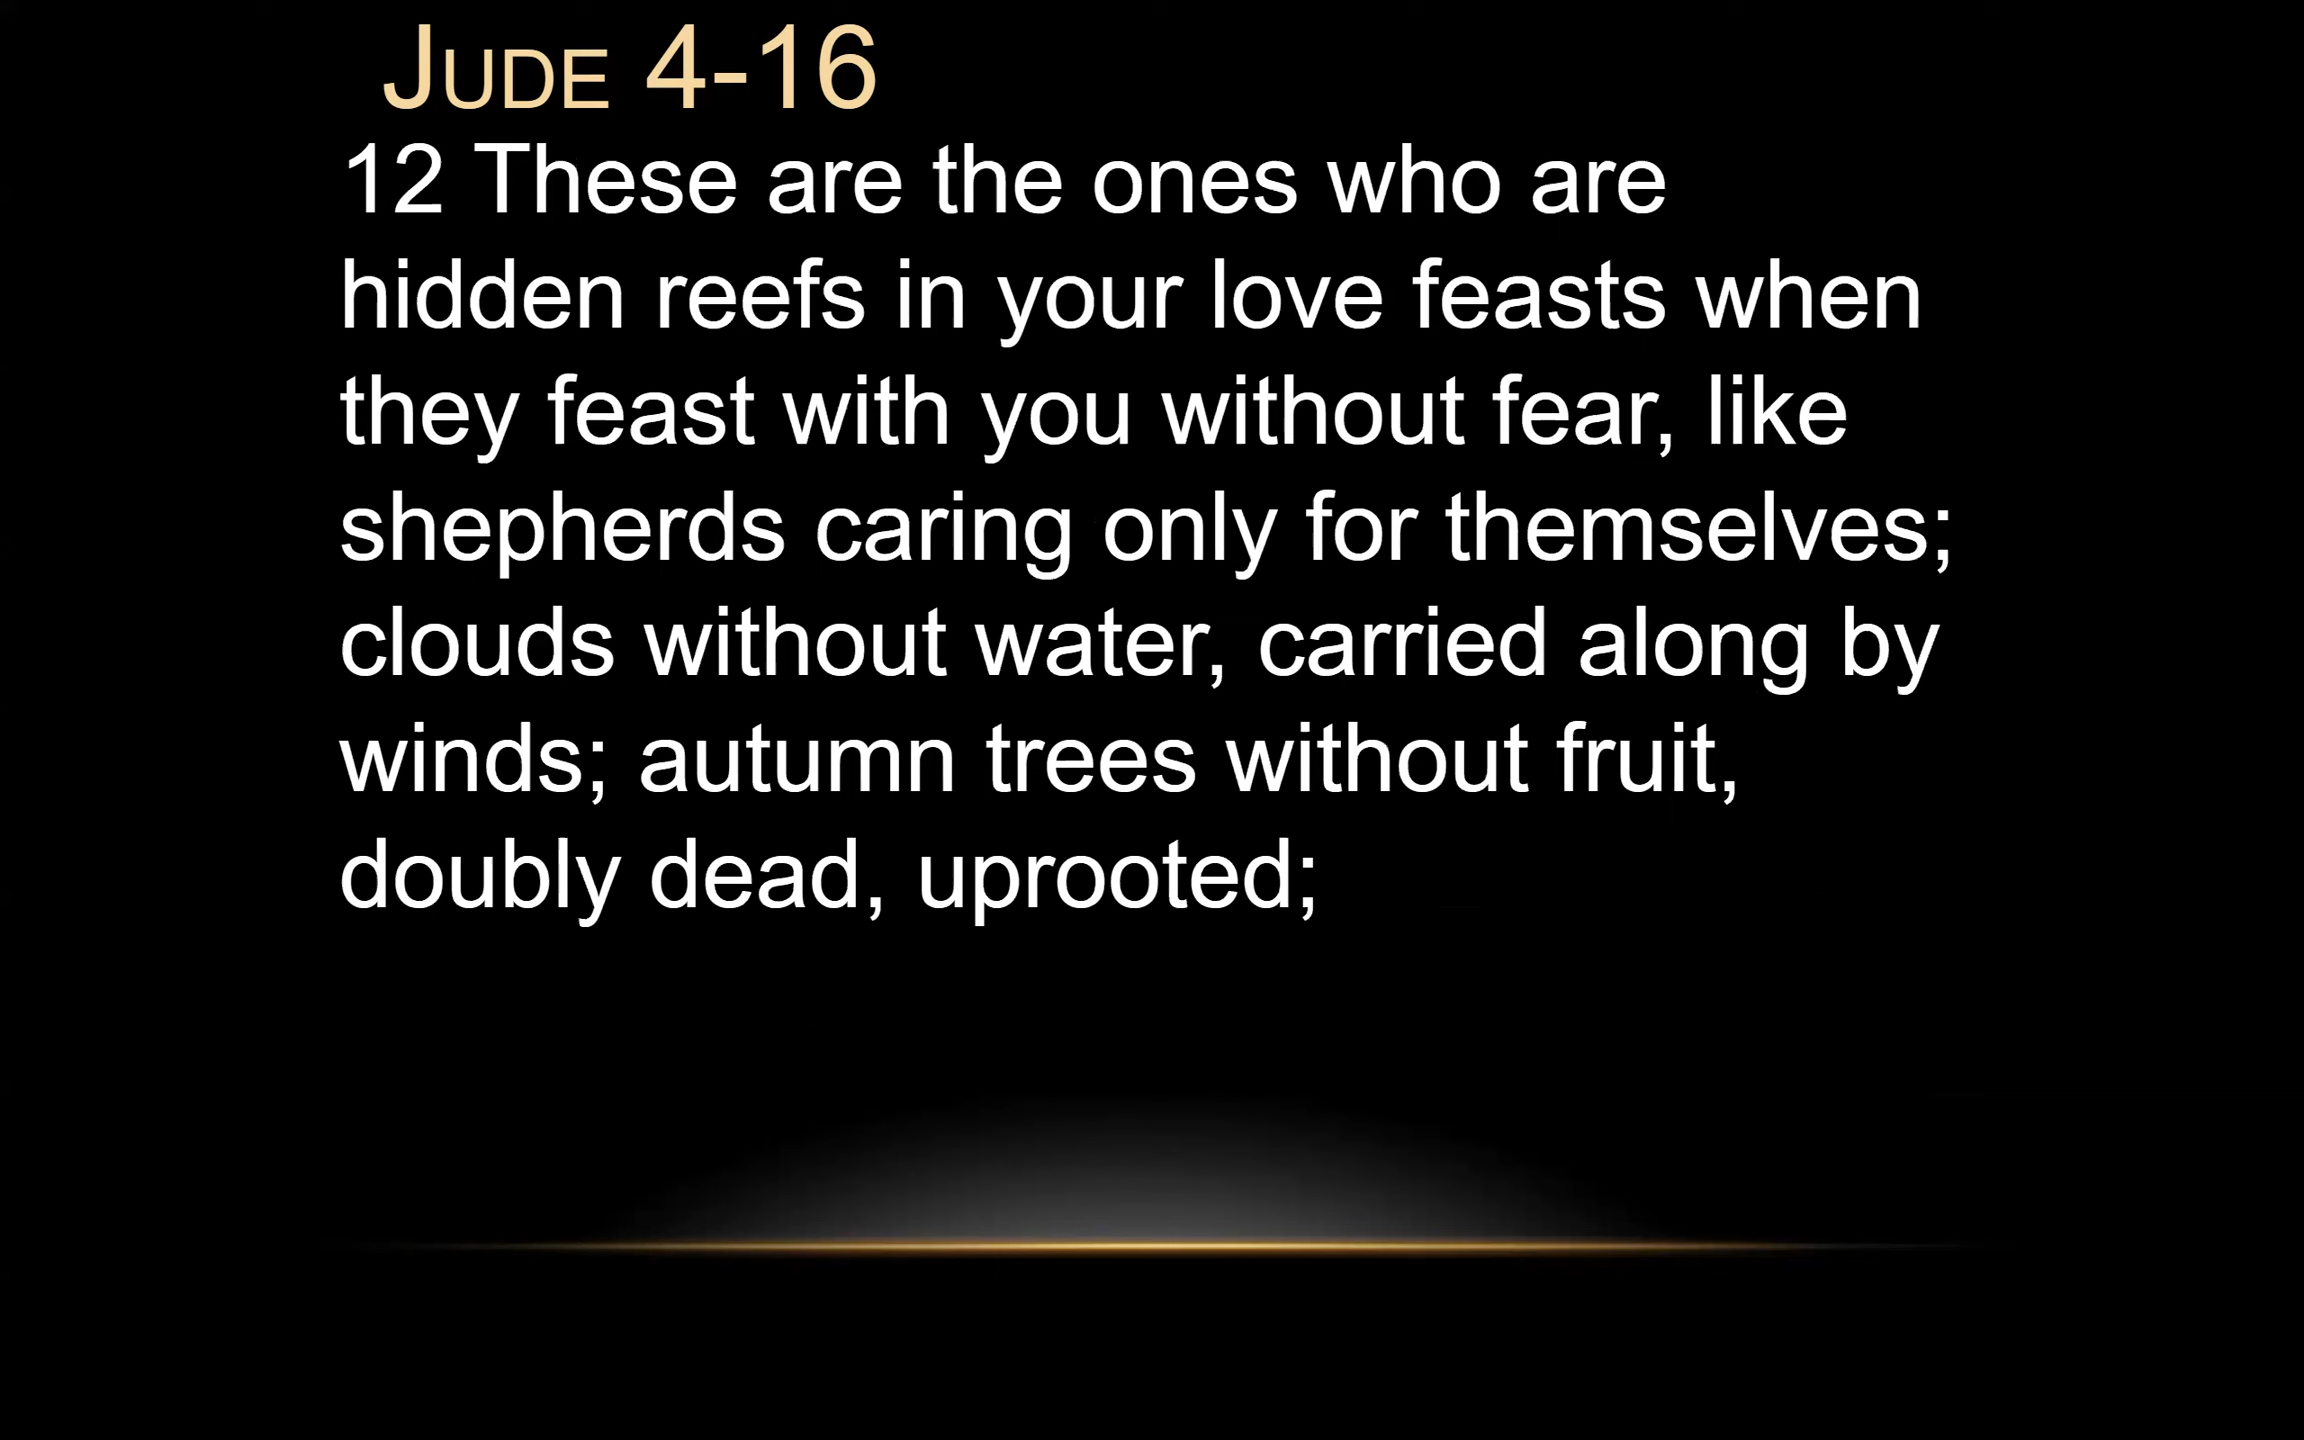 Jude 4-16
12 These are the ones who are
hidden reefs in your love feasts when
they feast with you without fear, like
shepherds caring only for themselves;
clouds without water, carried along by
winds; autumn trees without fruit,
doubly dead, uprooted;